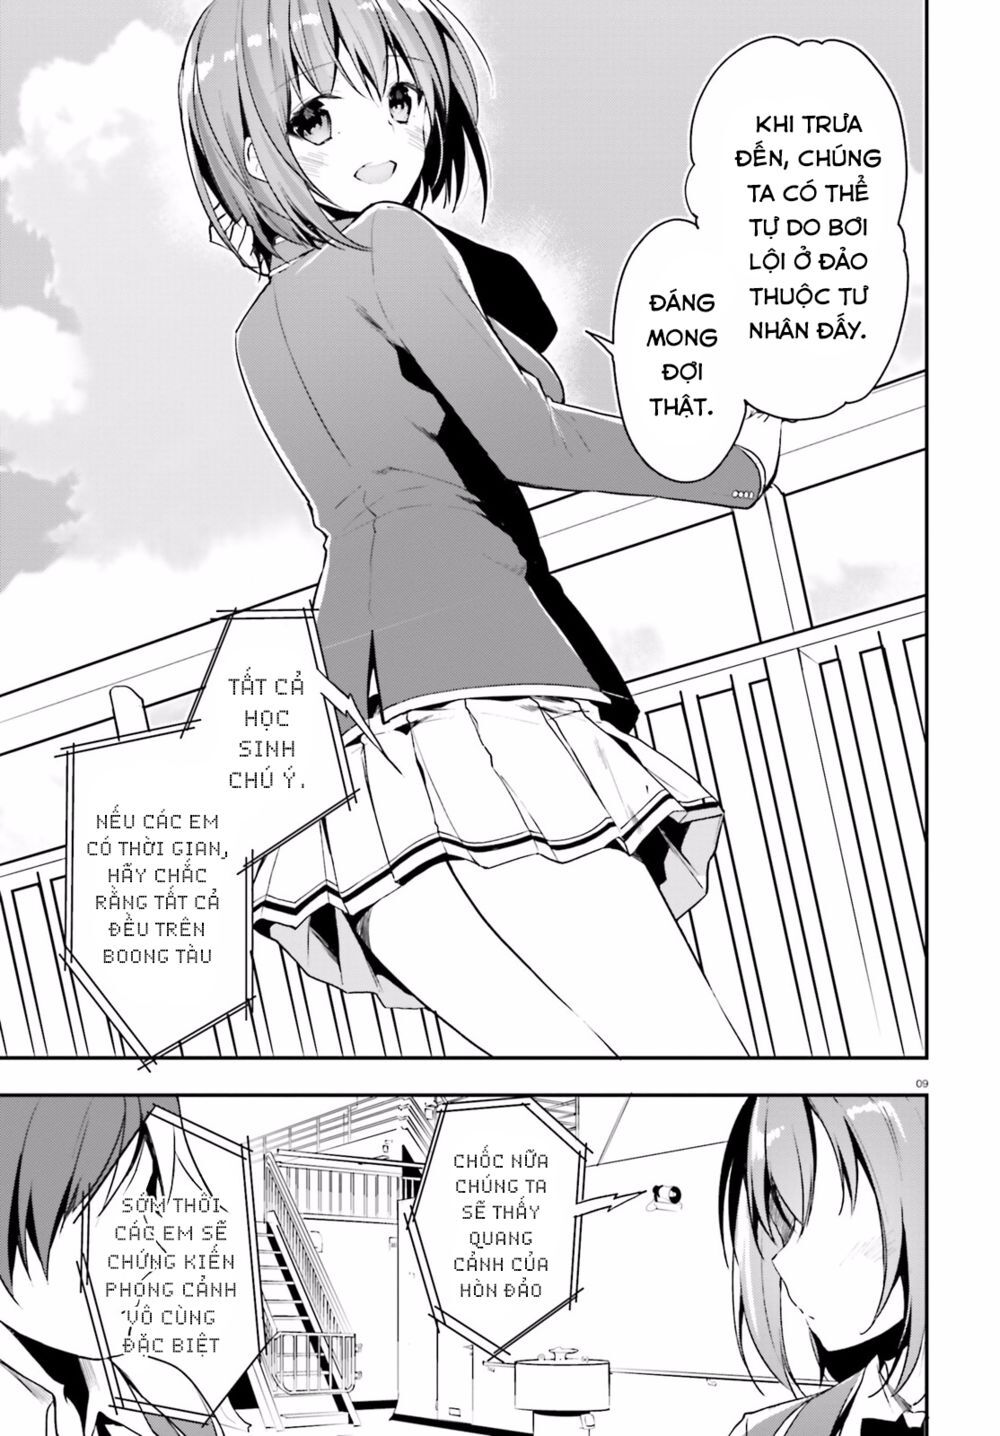 KHI TRƯA
ĐẾN, CHÚNG
TA CÓ THỂ
TỰ DO BƠI
LỘI Ở ĐẢO
THUỘC TƯ
NHÂN ĐẤY.
ĐÁNG
MONG
ĐỢI
THẬT.
TẤT CẢ
HỌC
SINH
CHÚ Ý.
NẾU CÁC EM
CÓ THỜI GIAN,
HÃY CHẮC
RẰNG TẤT CẢ
ĐỀU TRÊN
BOONG TÀU
09
CHỐC NỮA
CHÚNG TA
SẼ THẤY
QUANG
CẢNH CỦA
HÒN ĐẢO
SỚM THÔI
CÁC EM SẼ
CHỨNG KIẾN
PHONG CẢNH
VÔ CÙNG
ĐẶC BIỆT